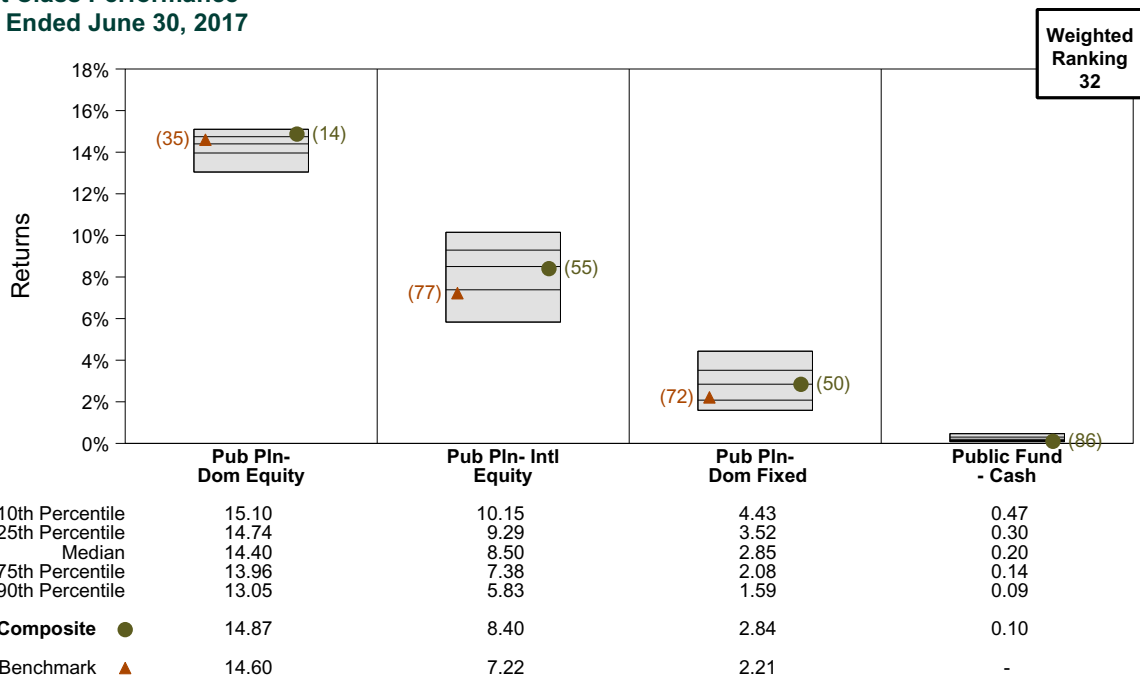 Ended June 30, 2017
Weighted
Ranking
32
Returns
18%
16%
14%
12%
10%
8%
6%
4%
2%
0%
(35)
(14)
(77)
(55)
(72)
(50)
(86)
Pub Pln-
Dom Equity
Pub Pln- Intl
Equity
Pub Pln-
Dom Fixed
Public Fund
- Cash
10th Percentile 15.10 10.15 4.43 0.47
25th Percentile 14.74 9.29 3.52 0.30
Median 14.40 8.50 2.85 0.20
75th Percentile 13.96 7.38 2.08 0.14
90th Percentile 13.05 5.83 1.59 0.09
Composite 14.87 8.40 2.84 0.10
Benchmark 14.60 7.22 2.21 -